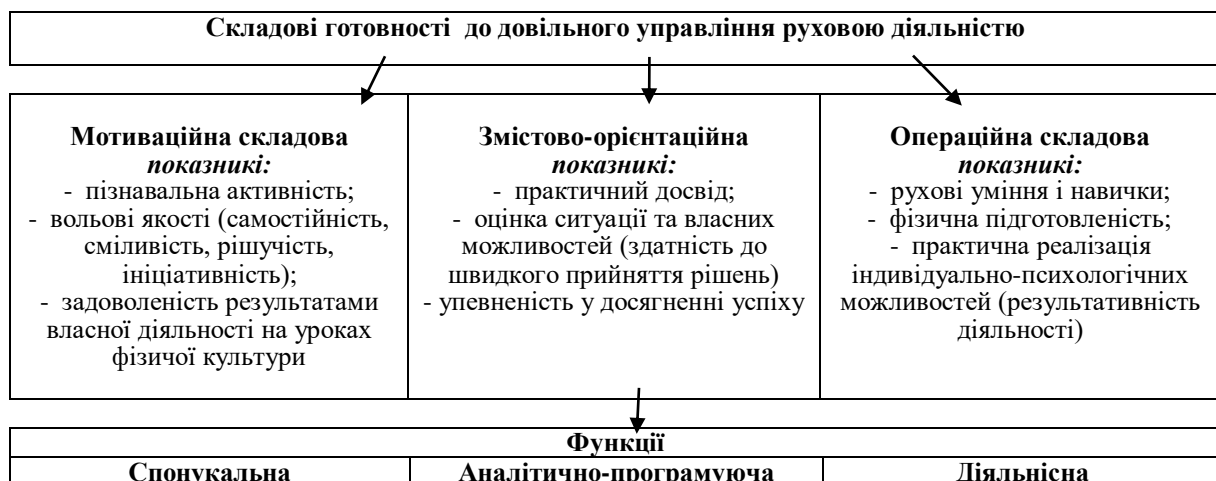 Складові готовності до довільного управління руховою діяльністю
Мотиваційна складова
показникі:
- пізнавальна активність;
- вольові якості (самостійність,
сміливість, рішучість,
ініціативність);
- задоволеність результатами
власної діяльності на уроках
фізичої культури
Змістово-орієнтаційна
показникі:
- практичний досвід;
- оцінка ситуації та власних
можливостей (здатність до
швидкого прийняття рішень)
- упевненість у досягненні успіху
Операційна складова
показникі:
- рухові уміння і навички;
- фізична підготовленість;
- практична реалізація
індивідуально-психологічних
можливостей (результативність
діяльності)
Функції
Спонукальна
Аналітично-програмуюча
Діяльнісна